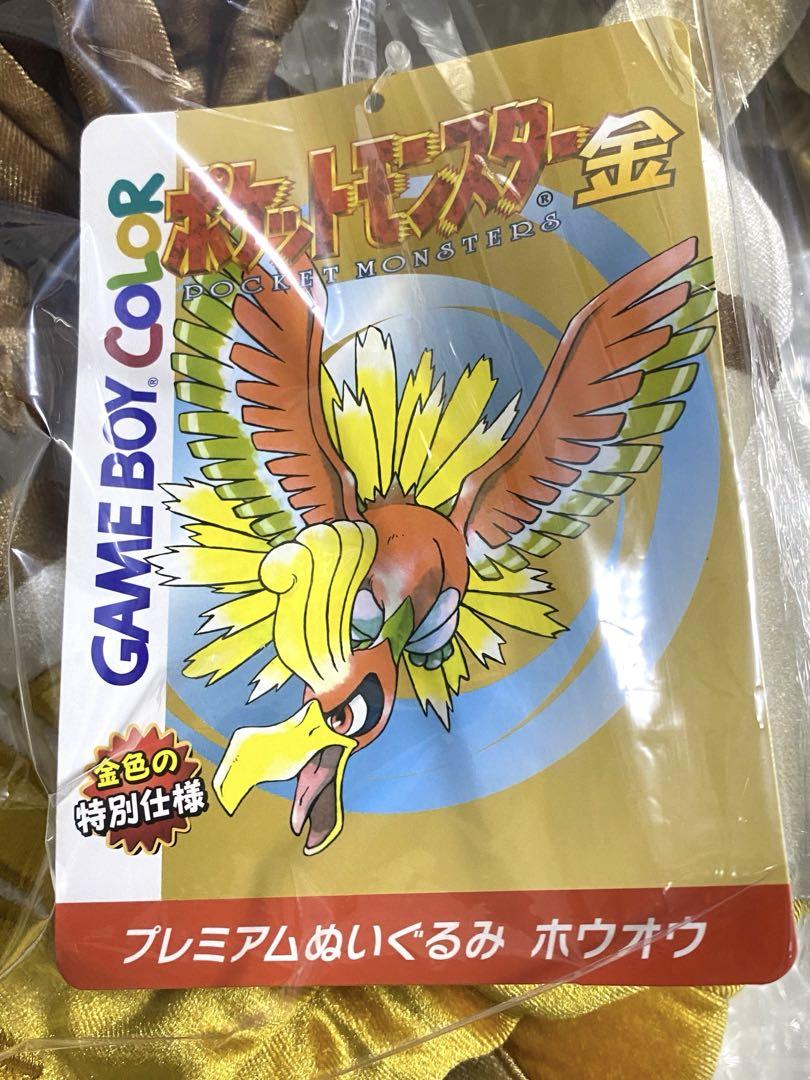 ポケットモンスター金®
POCKET MONSTERS
GAME BOY® COLOR
金色の
特別仕様
プレミアムぬいぐるみ ホウオウ